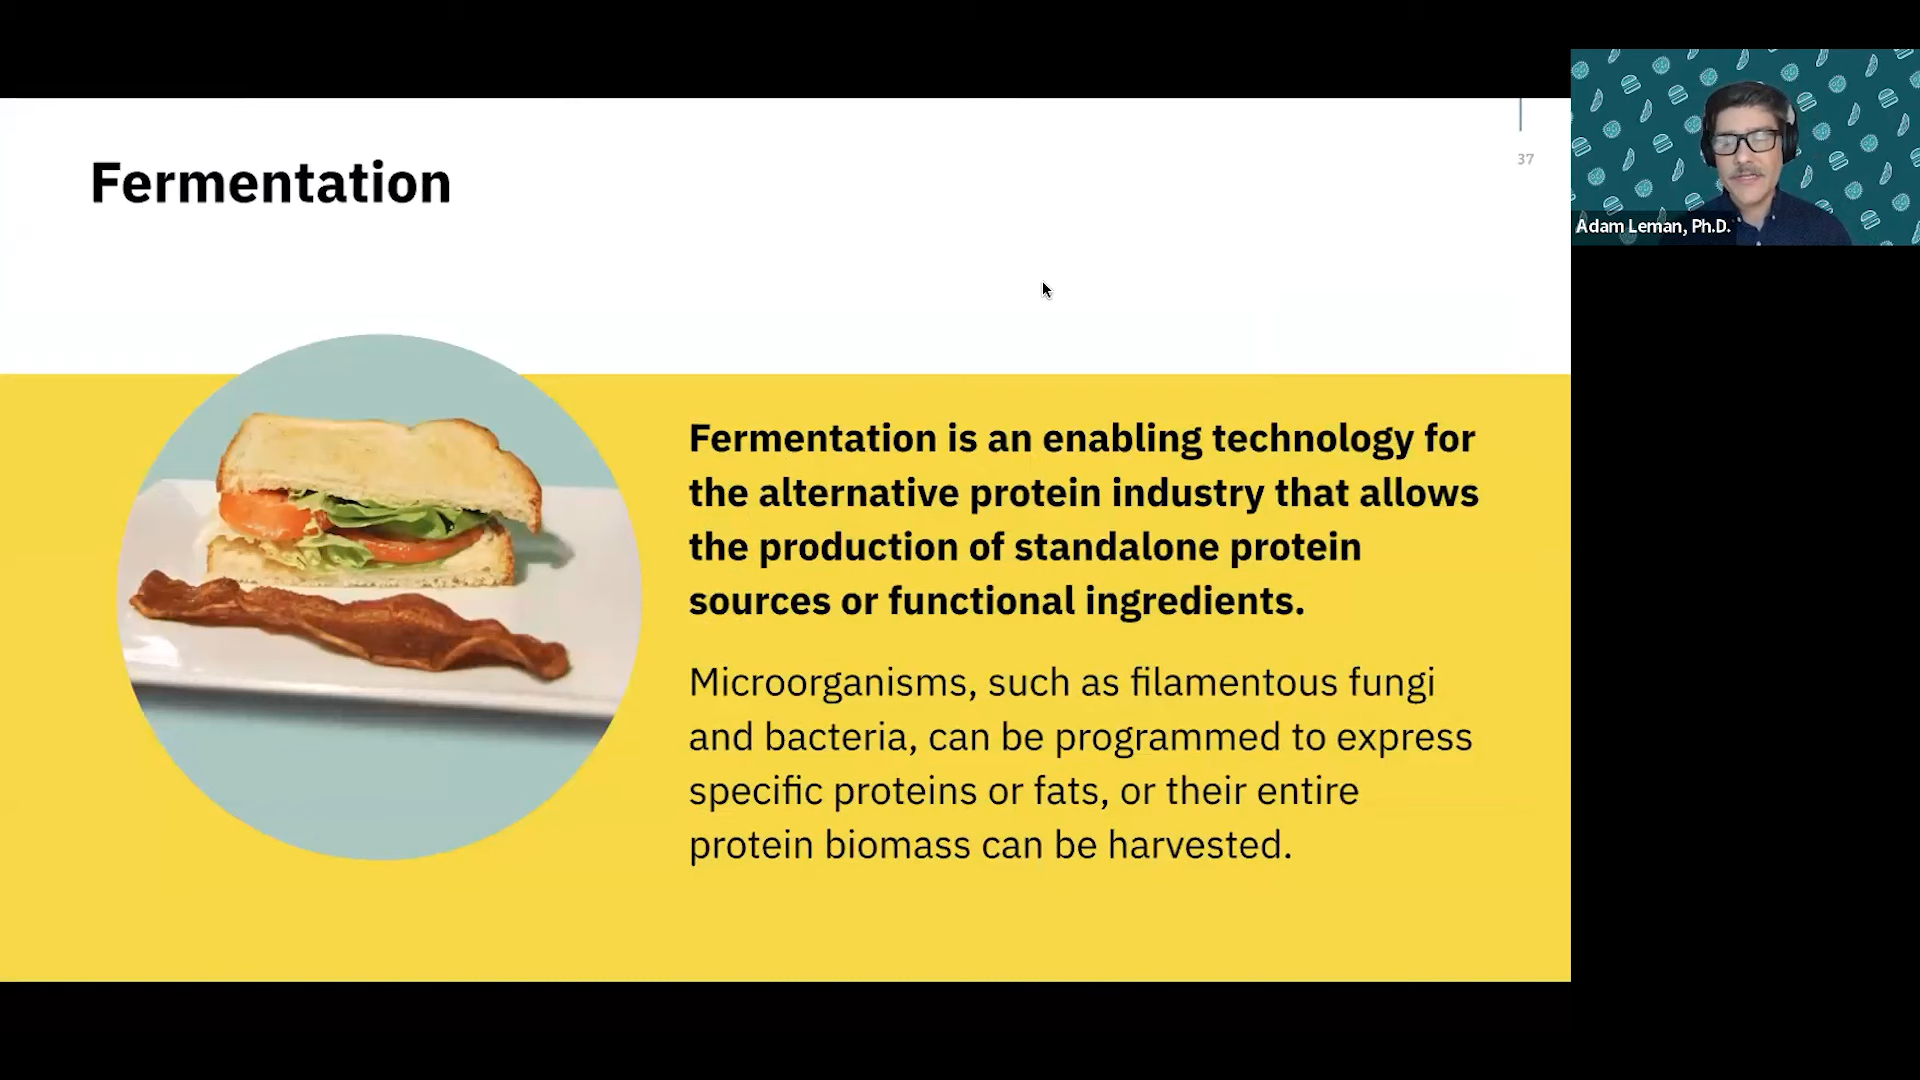 Fermentation
37
Adam Leman, Ph.D.
Fermentation is an enabling technology for
the alternative protein industry that allows
the production of standalone protein
sources or functional ingredients.
Microorganisms, such as filamentous fungi
and bacteria, can be programmed to express
specific proteins or fats, or their entire
protein biomass can be harvested.